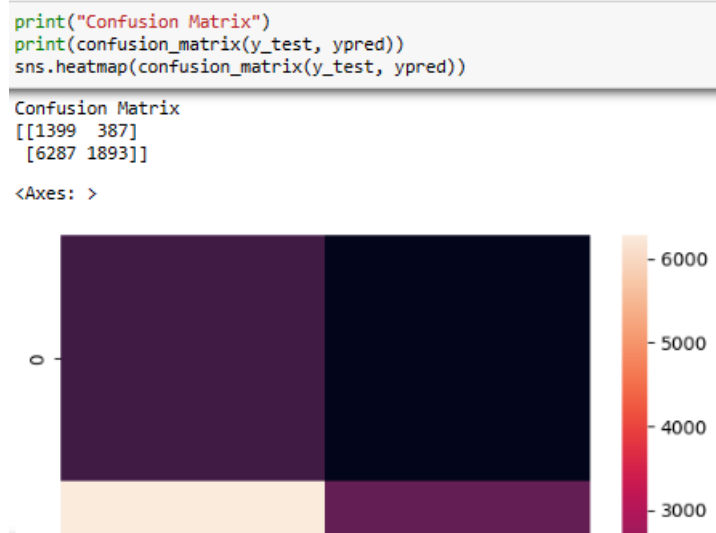 print("Confusion Matrix")
print(confusion_matrix(y_test, ypred))
sns.heatmap(confusion_matrix(y_test, ypred))
Confusion Matrix
[[1399  387]
 [6287 1893]]
<Axes: >
6000
5000
0
4000
3000